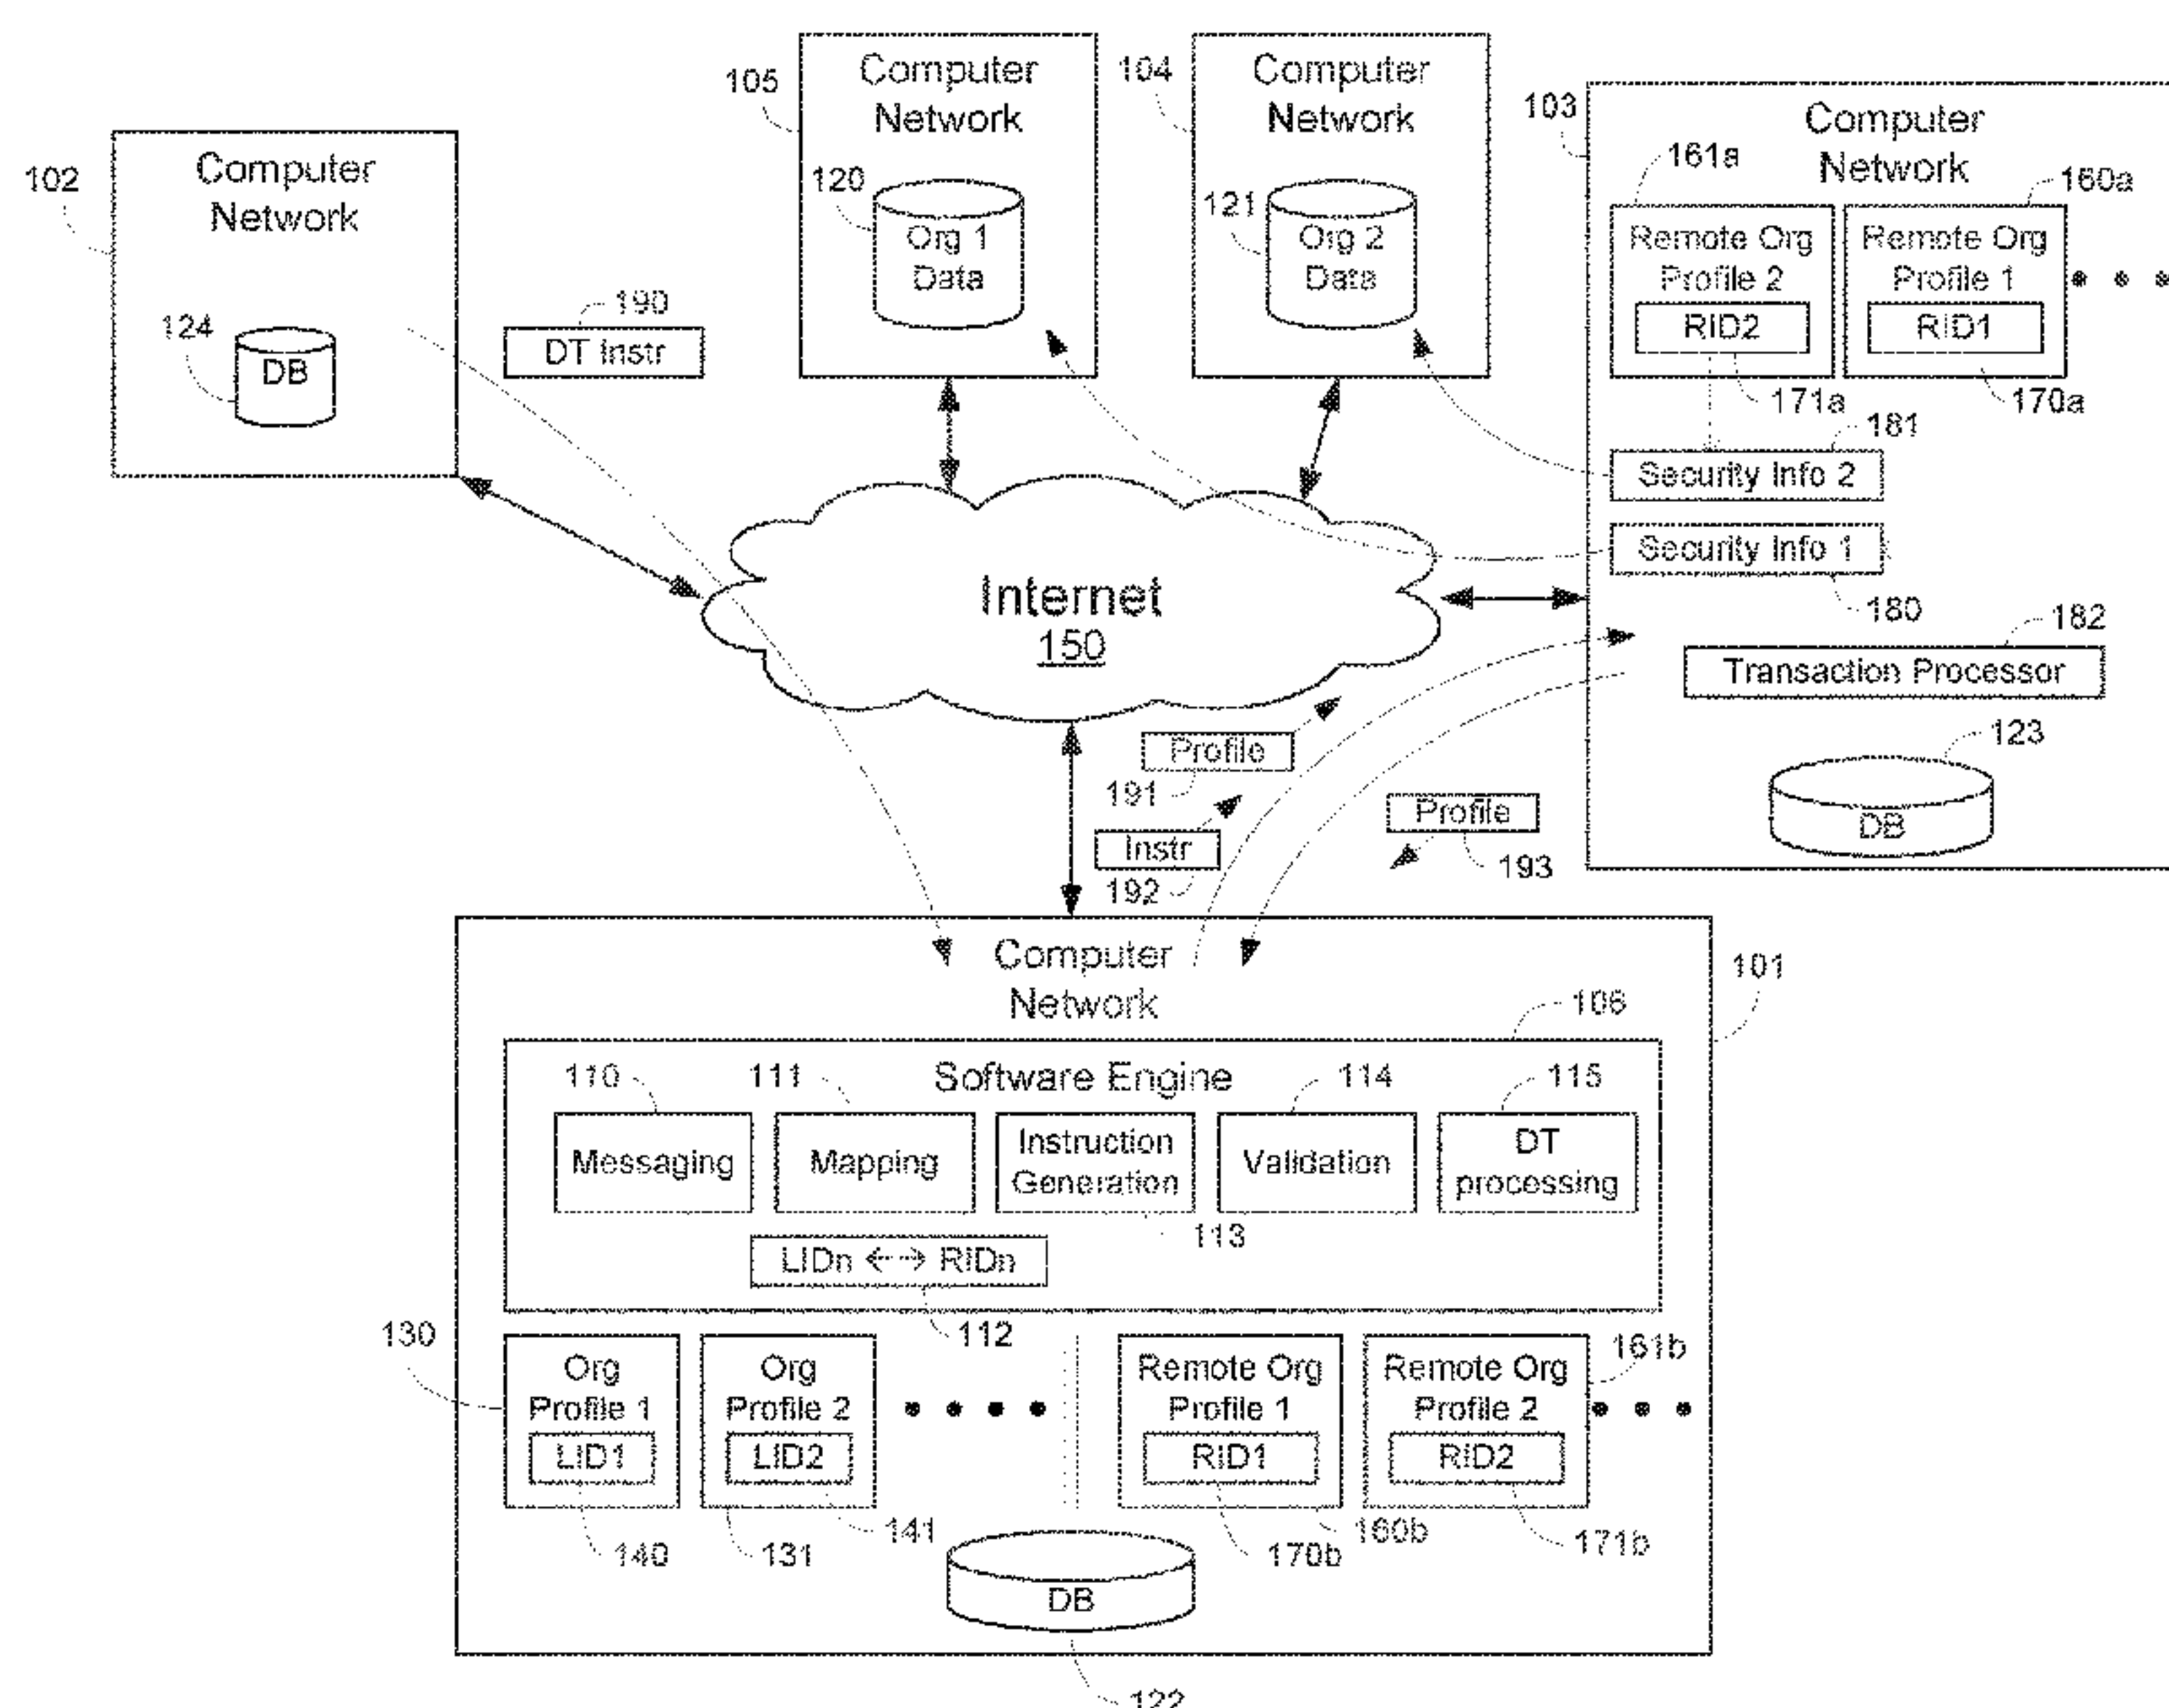 102
Computer
Network
124
DB
190
DT Instr
105
Computer
Network
120
Org 1
Data
104
Computer
Network
121
Org 2
Data
103
Computer
Network
161a
160a
Remote Org
Profile 2
RID2
Remote Org
Profile 1
RID1
171a
170a
181
Security Info 2
Security Info 1
180
182
Transaction Processor
123
DB
Internet
150
Profile
191
Instr
192
Profile
193
Computer
Network
101
106
Software Engine
110
111
114
115
Messaging
Mapping
Instruction
Generation
Validation
DT
processing
113
LIDn <--> RIDn
112
130
Org
Profile 1
LID1
Org
Profile 2
LID2
Remote Org
Profile 1
RID1
Remote Org
Profile 2
RID2
161b
140
131
141
170b
160b
171b
DB
122